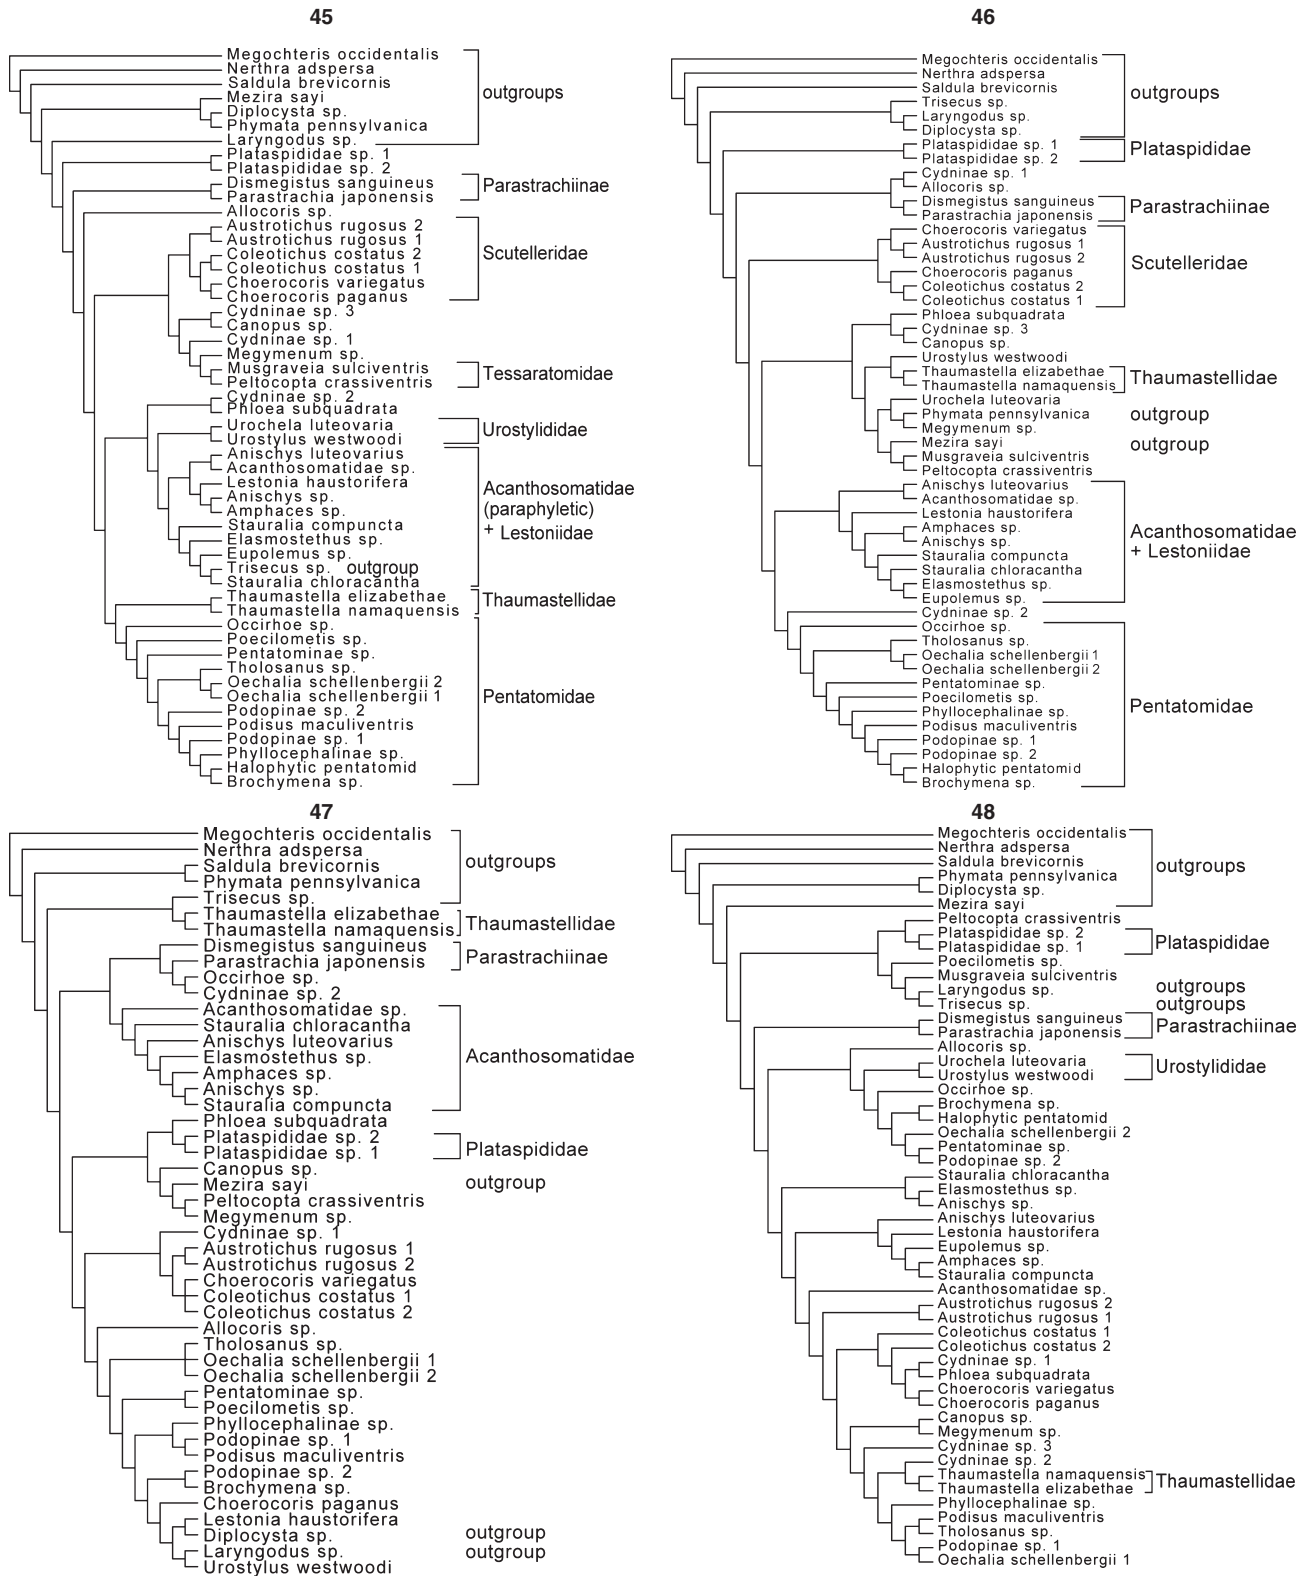 45
Megochteris occidentalis
Nerthra adspersa
Saldula brevicornis
Mezira sayi
Diplocysta sp.
outgroups
Phymata pennsylvanica
Laryngodus sp.
Plataspididae sp. 1
Plataspididae sp. 2
Dismegistus sanguineus
Parastrachiinae
Parastrachia japonensis
Allocoris sp.
Austrotichus rugosus 2
Austrotichus rugosus 1
Coleotichus costatus 2
Scutelleridae
Coleotichus costatus 1
Choerocoris variegatus
Choerocoris paganus
Cydninae sp. 3
Canopus sp.
Cydninae sp. 1
Megymenum sp.
Musgraveia sulciventris
Tessaratomidae
Peltocopta crassiventris
Cydninae sp. 2
Phloea subquadrata
Urochela luteovaria
Urostylididae
Urostylus westwoodi
Anischys luteovarius
Acanthosomatidae sp.
Lestonia haustorifera
Acanthosomatidae
Anischys sp.
(paraphyletic)
Amphaces sp.
Stauralia compuncta
+ Lestoniidae
Elasmostethus sp.
Eupolemus sp.
Trisecus sp. outgroup
Stauralia chloracantha
Thaumastella elizabethae
Thaumastellidae
Thaumastella namaquensis
Occirhoe sp.
Poecilometis sp.
Pentatominae sp.
Tholosanus sp.
Oechalia schellenbergii 2
Oechalia schellenbergii 1
Pentatomidae
Podopinae sp. 2
Podisus maculiventris
Podopinae sp. 1
Phyllocephalinae sp.
Halophytic pentatomid
Brochymena sp.
46
Megochteris occidentalis
Nerthra adspersa
Saldula brevicornis
outgroups
Trisecus sp.
Laryngodus sp.
Diplocysta sp.
Plataspididae sp. 1
Plataspididae
Plataspididae sp. 2
Cydninae sp. 1
Allocoris sp.
Dismegistus sanguineus
Parastrachiinae
Parastrachia japonensis
Choerocoris variegatus
Austrotichus rugosus 1
Austrotichus rugosus 2
Scutelleridae
Choerocoris paganus
Coleotichus costatus 2
Coleotichus costatus 1
Phloea subquadrata
Cydninae sp. 3
Canopus sp.
Urostylus westwoodi
Thaumastella elizabethae
Thaumastellidae
Thaumastella namaquensis
Urochela luteovaria
Phymata pennsylvanica
outgroup
Megymenum sp.
Mezira sayi
outgroup
Musgraveia sulciventris
Peltocopta crassiventris
Anischys luteovarius
Acanthosomatidae sp.
Lestonia haustorifera
Amphaces sp.
Acanthosomatidae
Anischys sp.
+ Lestoniidae
Stauralia compuncta
Stauralia chloracantha
Elasmostethus sp.
Eupolemus sp.
Cydninae sp. 2
Occirhoe sp.
Tholosanus sp.
Oechalia schellenbergii 1
Oechalia schellenbergii 2
Pentatominae sp.
Poecilometis sp.
Pentatomidae
Phyllocephalinae sp.
Podisus maculiventris
Podopinae sp. 1
Podopinae sp. 2
Halophytic pentatomid
Brochymena sp.
47
Megochteris occidentalis
Nerthra adspersa
outgroups
Saldula brevicornis
Phymata pennsylvanica
Trisecus sp.
Thaumastella elizabethae
Thaumastellidae
Thaumastella namaquensis
Dismegistus sanguineus
Parastrachiinae
Parastrachia japonensis
Occirhoe sp.
Cydninae sp. 2
Acanthosomatidae sp.
Stauralia chloracantha
Anischys luteovarius
Elasmostethus sp.
Acanthosomatidae
Amphaces sp.
Anischys sp.
Stauralia compuncta
Phloea subquadrata
Plataspididae sp. 2
Plataspididae
Plataspididae sp. 1
Canopus sp.
Mezira sayi
outgroup
Peltocopta crassiventris
Megymenum sp.
Cydninae sp. 1
Austrotichus rugosus 1
Austrotichus rugosus 2
Choerocoris variegatus
Coleotichus costatus 1
Coleotichus costatus 2
Allocoris sp.
Tholosanus sp.
Oechalia schellenbergii 1
Oechalia schellenbergii 2
Pentatominae sp.
Poecilometis sp.
Phyllocephalinae sp.
Podopinae sp. 1
Podisus maculiventris
Podopinae sp. 2
Brochymena sp.
Choerocoris paganus
Lestonia haustorifera
Diplocysta sp.
outgroup
Laryngodus sp.
outgroup
Urostylus westwoodi
48
Megochteris occidentalis
Nerthra adspersa
Saldula brevicornis
outgroups
Phymata pennsylvanica
Diplocysta sp.
Mezira sayi
Peltocopta crassiventris
Plataspididae sp. 2
Plataspididae
Plataspididae sp. 1
Poecilometis sp.
Musgraveia sulciventris
Laryngodus sp.
outgroups
Trisecus sp.
outgroups
Dismegistus sanguineus
Parastrachiinae
Parastrachia japonensis
Allocoris sp.
Urochela luteovaria
Urostylididae
Urostylus westwoodi
Occirhoe sp.
Brochymena sp.
Halophytic pentatomid
Oechalia schellenbergii 2
Pentatominae sp.
Podopinae sp. 2
Stauralia chloracantha
Elasmostethus sp.
Anischys sp.
Anischys luteovarius
Lestonia haustorifera
Eupolemus sp.
Amphaces sp.
Stauralia compuncta
Acanthosomatidae sp.
Austrotichus rugosus 2
Austrotichus rugosus 1
Coleotichus costatus 1
Coleotichus costatus 2
Cydninae sp. 1
Phloea subquadrata
Choerocoris variegatus
Choerocoris paganus
Canopus sp.
Megymenum sp.
Cydninae sp. 3
Cydninae sp. 2
Thaumastella namaquensis
Thaumastellidae
Thaumastella elizabethae
Phyllocephalinae sp.
Podisus maculiventris
Tholosanus sp.
Podopinae sp. 1
Oechalia schellenbergii 1